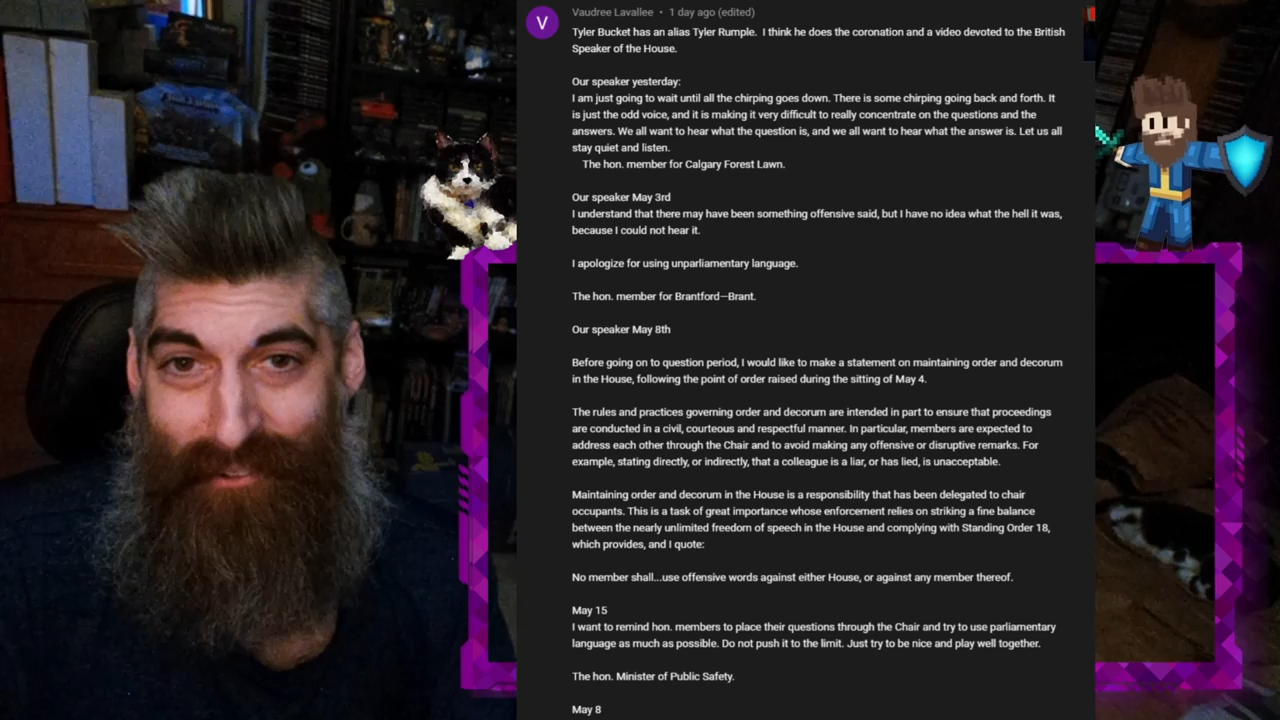 V
Vaudree Lavallee • 1 day ago (edited)
Tyler Bucket has an alias Tyler Rumple. I think he does the coronation and a video devoted to the British
Speaker of the House.
Our speaker yesterday:
I am just going to wait until all the chirping goes down. There is some chirping going back and forth. It
is just the odd voice, and it is making it very difficult to really concentrate on the questions and the
answers. We all want to hear what the question is, and we all want to hear what the answer is. Let us all
stay quiet and listen.
The hon. member for Calgary Forest Lawn.
Our speaker May 3rd
I understand that there may have been something offensive said, but I have no idea what the hell it was,
because I could not hear it.
I apologize for using unparliamentary language.
The hon. member for Brantford—Brant.
Our speaker May 8th
Before going on to question period, I would like to make a statement on maintaining order and decorum
in the House, following the point of order raised during the sitting of May 4.
The rules and practices governing order and decorum are intended in part to ensure that proceedings
are conducted in a civil, courteous and respectful manner. In particular, members are expected to
address each other through the Chair and to avoid making any offensive or disruptive remarks. For
example, stating directly, or indirectly, that a colleague is a liar, or has lied, is unacceptable.
Maintaining order and decorum in the House is a responsibility that has been delegated to chair
occupants. This is a task of great importance whose enforcement relies on striking a fine balance
between the nearly unlimited freedom of speech in the House and complying with Standing Order 18,
which provides, and I quote:
No member shall...use offensive words against either House, or against any member thereof.
May 15
I want to remind hon. members to place their questions through the Chair and try to use parliamentary
language as much as possible. Do not push it to the limit. Just try to be nice and play well together.
The hon. Minister of Public Safety.
May 8